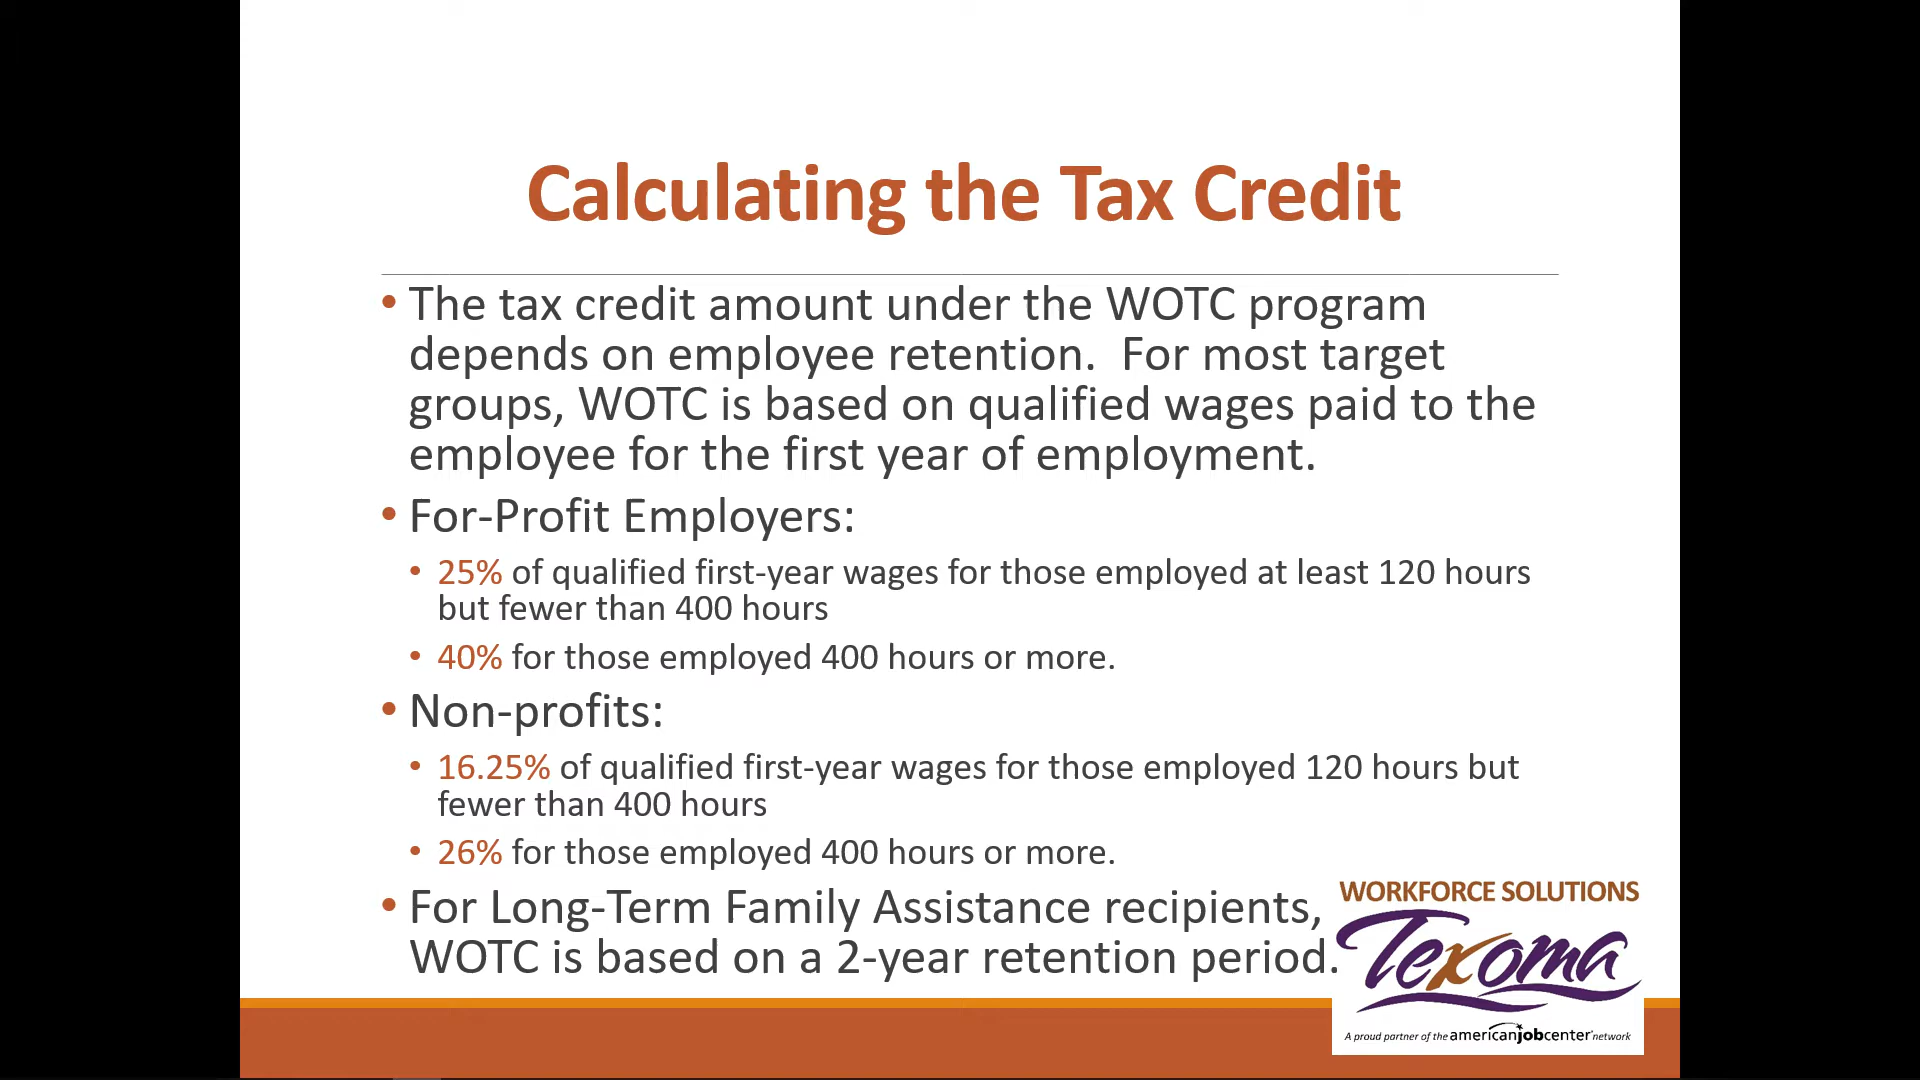 Calculating the Tax Credit
• The tax credit amount under the WOTC program
depends on employee retention.  For most target
groups, WOTC is based on qualified wages paid to the
employee for the first year of employment.
• For-Profit Employers:
• 25% of qualified first-year wages for those employed at least 120 hours
but fewer than 400 hours
• 40% for those employed 400 hours or more.
• Non-profits:
• 16.25% of qualified first-year wages for those employed 120 hours but
fewer than 400 hours
• 26% for those employed 400 hours or more.
• For Long-Term Family Assistance recipients,
WOTC is based on a 2-year retention period.
WORKFORCE SOLUTIONS
Texoma
A proud partner of the americanjobcenter network